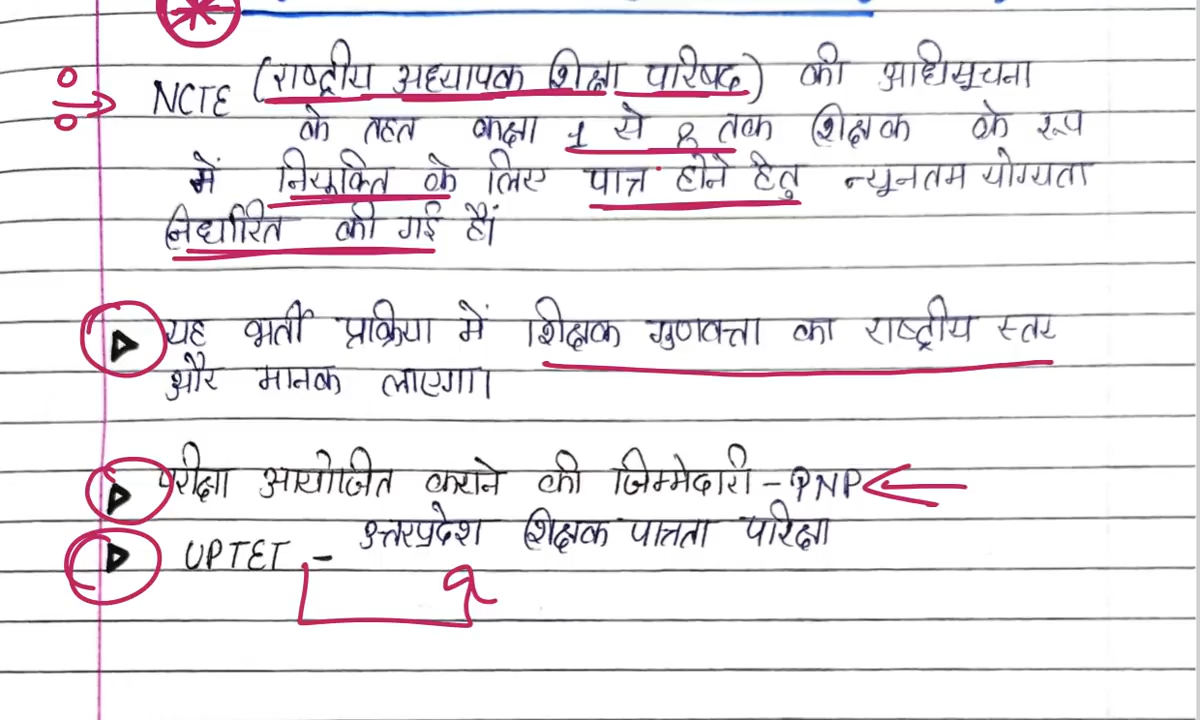 NCTE (राष्ट्रीय अध्यापक शिक्षा परिषद) की अधिसूचना
के तहत कक्षा 1 से 8 तक शिक्षक के रूप
में नियुक्ति के लिए पात्र होने हेतु न्यूनतम योग्यता
निर्धारित की गई है।
यह भर्ती प्रक्रिया में शिक्षक गुणवत्ता का राष्ट्रीय स्तर
और मानक लाएगा।
परीक्षा आयोजित कराने की जिम्मेदारी - PNP
UPTET - उत्तरप्रदेश शिक्षक पात्रता परिक्षा